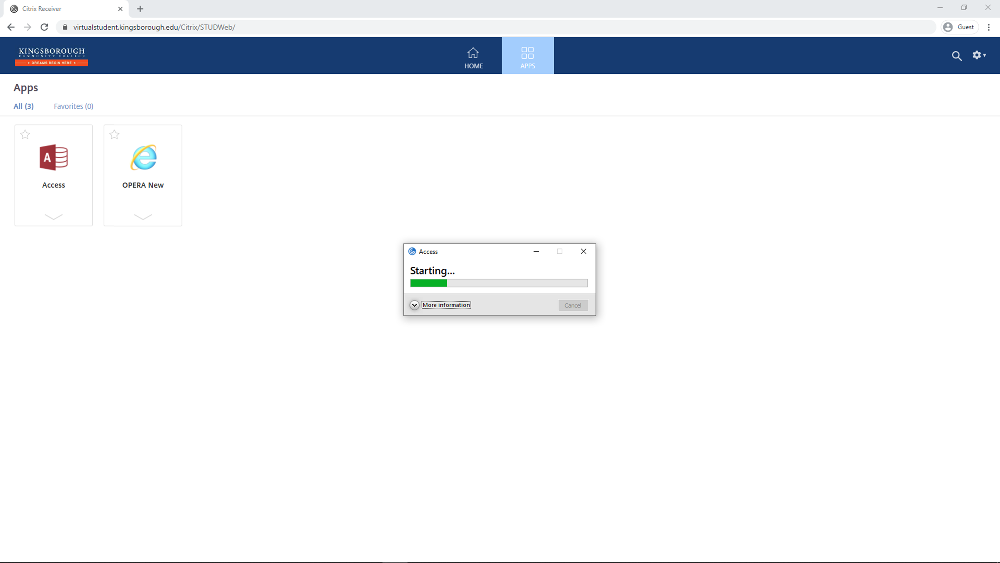 Citrix Receiver
virtualstudent.kingsborough.edu/Citrix/STUDWeb/
Guest
KINGSBOROUGH
COMMUNITY COLLEGE
DREAMS BEGIN HERE
HOME
APPS
Apps
All (3)
Favorites (0)
A
Access
e
OPERA New
Access
Starting...
More information
Cancel